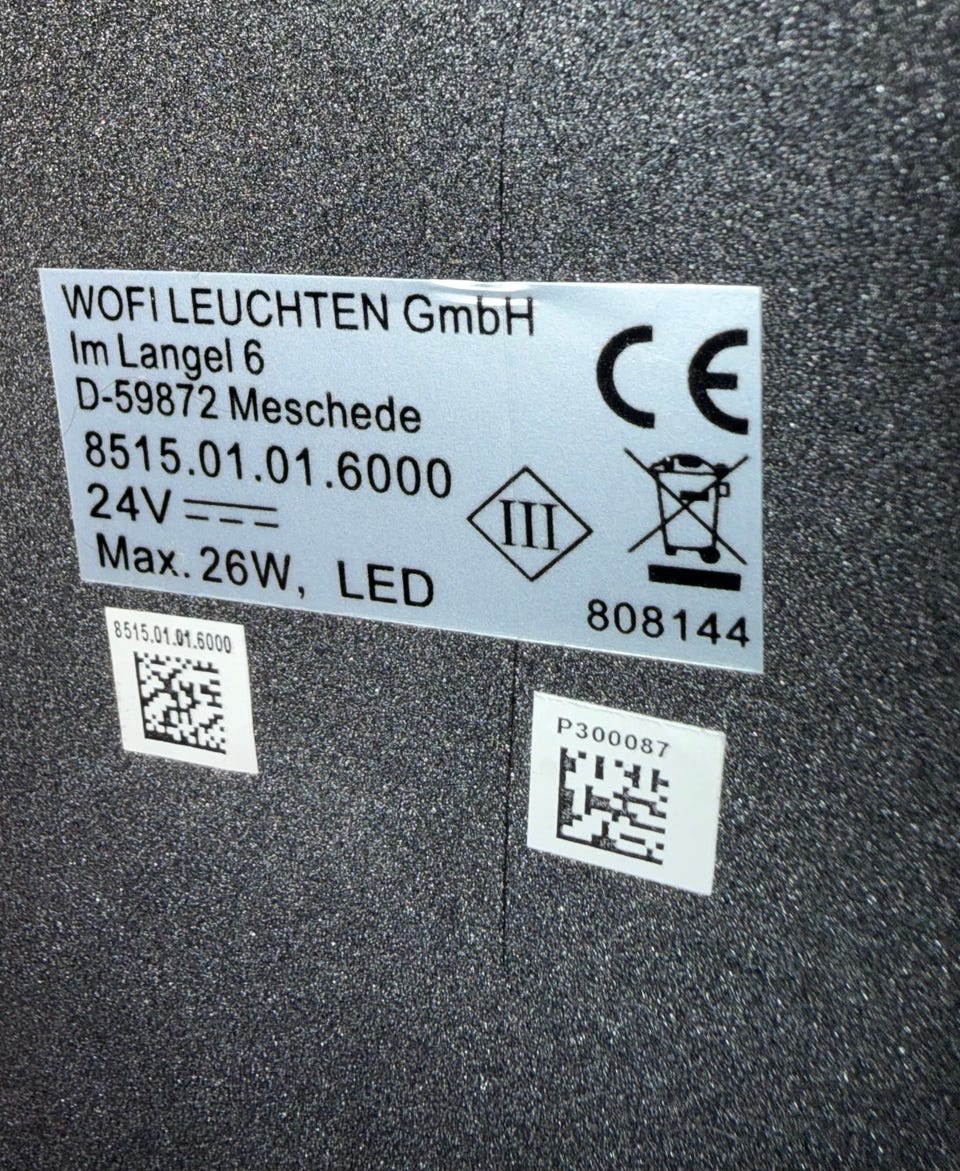 WOFI LEUCHTEN GmbH
Im Langel 6
D-59872 Meschede
8515.01.01.6000
24V
Max. 26W, LED
CE
III
808144
8515.01.01.6000
P300087